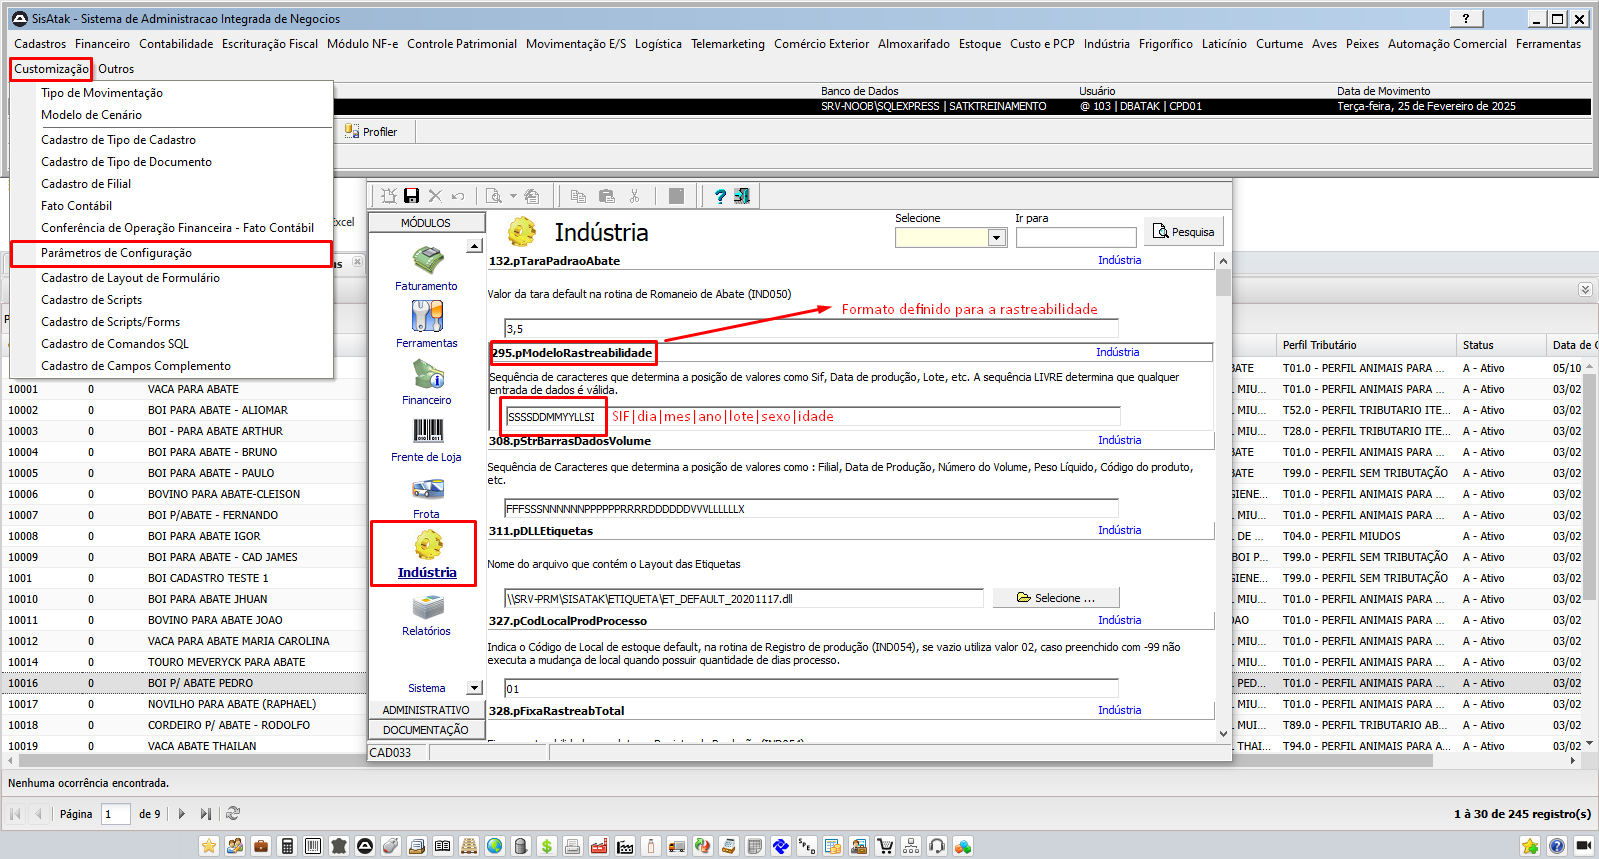 SisAtak - Sistema de Administracao Integrada de Negocios
?
Cadastros Financeiro Contabilidade Escrituração Fiscal Módulo NF-e Controle Patrimonial Movimentação E/S Logística Telemarketing Comércio Exterior Almoxarifado Estoque Custo e PCP Indústria Frigorífico Laticínio Curtume Aves Peixes Automação Comercial Ferramentas
Customização Outros
Tipo de Movimentação
Modelo de Cenário
Cadastro de Tipo de Cadastro
Cadastro de Tipo de Documento
Cadastro de Filial
Fato Contábil
Conferência de Operação Financeira - Fato Contábil
Parâmetros de Configuração
Cadastro de Layout de Formulário
Cadastro de Scripts
Cadastro de Scripts/Forms
Cadastro de Comandos SQL
Cadastro de Campos Complemento
Banco de Dados Usuário Data de Movimento
SRV-NOOB\SQLEXPRESS | SATKTREINAMENTO @ 103 | DBATAK | CPD01 Terça-feira, 25 de Fevereiro de 2025
Profiler
MÓDULOS
Faturamento
Ferramentas
Financeiro
Frente de Loja
Frota
Indústria
Relatórios
Sistema
ADMINISTRATIVO
DOCUMENTAÇÃO
CAD033
Indústria
Selecione Ir para
Pesquisa
132.pTaraPadraoAbate Indústria
Valor da tara default na rotina de Romaneio de Abate (IND050)
Formato definido para a rastreabilidade
3,5
295.pModeloRastreabilidade Indústria
Sequência de caracteres que determina a posição de valores como Sif, Data de produção, Lote, etc. A sequência LIVRE determina que qualquer
entrada de dados é válida.
SSSSDDMMYYLLSI SIF|dia|mes|ano|lote|sexo|idade
308.pStrBarrasDadosVolume Indústria
Sequência de Caracteres que determina a posição de valores como : Filial, Data de Produção, Número do Volume, Peso Líquido, Código do produto,
etc.
FFFSSSNNNNNNPPPPPPRRRRDDDDDDVVVLLLLLLX
311.pDLLEtiquetas Indústria
Nome do arquivo que contém o Layout das Etiquetas
\\SRV-PRM\SISATAK\ETIQUETA\ET_DEFAULT_20201117.dll Selecione ...
327.pCodLocalProdProcesso Indústria
Indica o Código de Local de estoque default, na rotina de Registro de produção (IND054), se vazio utiliza valor 02, caso preenchido com -99 não
executa a mudança de local quando possuir quantidade de dias processo.
01
328.pFixaRastreabTotal Indústria
Perfil Tributário Status Data de C
10001 0 VACA PARA ABATE
10002 0 BOI PARA ABATE - ALIOMAR
10003 0 BOI - PARA ABATE ARTHUR
10004 0 BOI PARA ABATE - BRUNO
10005 0 BOI PARA ABATE - PAULO
10006 0 BOVINO PARA ABATE-CLEISON
10007 0 BOI P/ABATE - FERNANDO
10008 0 BOI PARA ABATE IGOR
10009 0 BOI PARA ABATE - CAD JAMES
1001 0 BOI CADASTRO TESTE 1
10010 0 BOI PARA ABATE JHUAN
10011 0 BOVINO PARA ABATE JOAO
10012 0 VACA PARA ABATE MARIA CAROLINA
10014 0 TOURO MEVERYCK PARA ABATE
10016 0 BOI P/ ABATE PEDRO
10017 0 NOVILHO PARA ABATE (RAPHAEL)
10018 0 CORDEIRO P/ ABATE - RODOLFO
10019 0 VACA ABATE THAILAN
BATE T01.0 - PERFIL ANIMAIS PARA ... A - Ativo 05/10
MIU... T52.0 - PERFIL TRIBUTARIO ITE... A - Ativo 03/02
MIU... T01.0 - PERFIL ANIMAIS PARA ... A - Ativo 03/02
MIU... T28.0 - PERFIL TRIBUTARIO ITE... A - Ativo 03/02
BATE T01.0 - PERFIL ANIMAIS PARA ... A - Ativo 03/02
BATE T99.0 - PERFIL SEM TRIBUTAÇÃO A - Ativo 03/02
GIENE... T01.0 - PERFIL ANIMAIS PARA ... A - Ativo 03/02
MIU... T01.0 - PERFIL ANIMAIS PARA ... A - Ativo 03/02
DE ... T04.0 - PERFIL MIUDOS A - Ativo 03/02
BOI P... T99.0 - PERFIL SEM TRIBUTAÇÃO A - Ativo 03/02
GIENE... T99.0 - PERFIL SEM TRIBUTAÇÃO A - Ativo 03/02
MIU... T01.0 - PERFIL ANIMAIS PARA ... A - Ativo 03/02
OAO T01.0 - PERFIL ANIMAIS PARA ... A - Ativo 03/02
MIU... T01.0 - PERFIL ANIMAIS PARA ... A - Ativo 03/02
T01.0 - PERFIL ANIMAIS PARA ... A - Ativo 03/02
PED... T01.0 - PERFIL ANIMAIS PARA ... A - Ativo 03/02
MIU... T01.0 - PERFIL ANIMAIS PARA ... A - Ativo 03/02
MUI... T89.0 - PERFIL TRIBUTARIO AB... A - Ativo 03/02
THAI... T94.0 - PERFIL ANIMAIS PARA A... A - Ativo 03/02
Nenhuma ocorrência encontrada.
Página 1 de 9 1 à 30 de 245 registro(s)